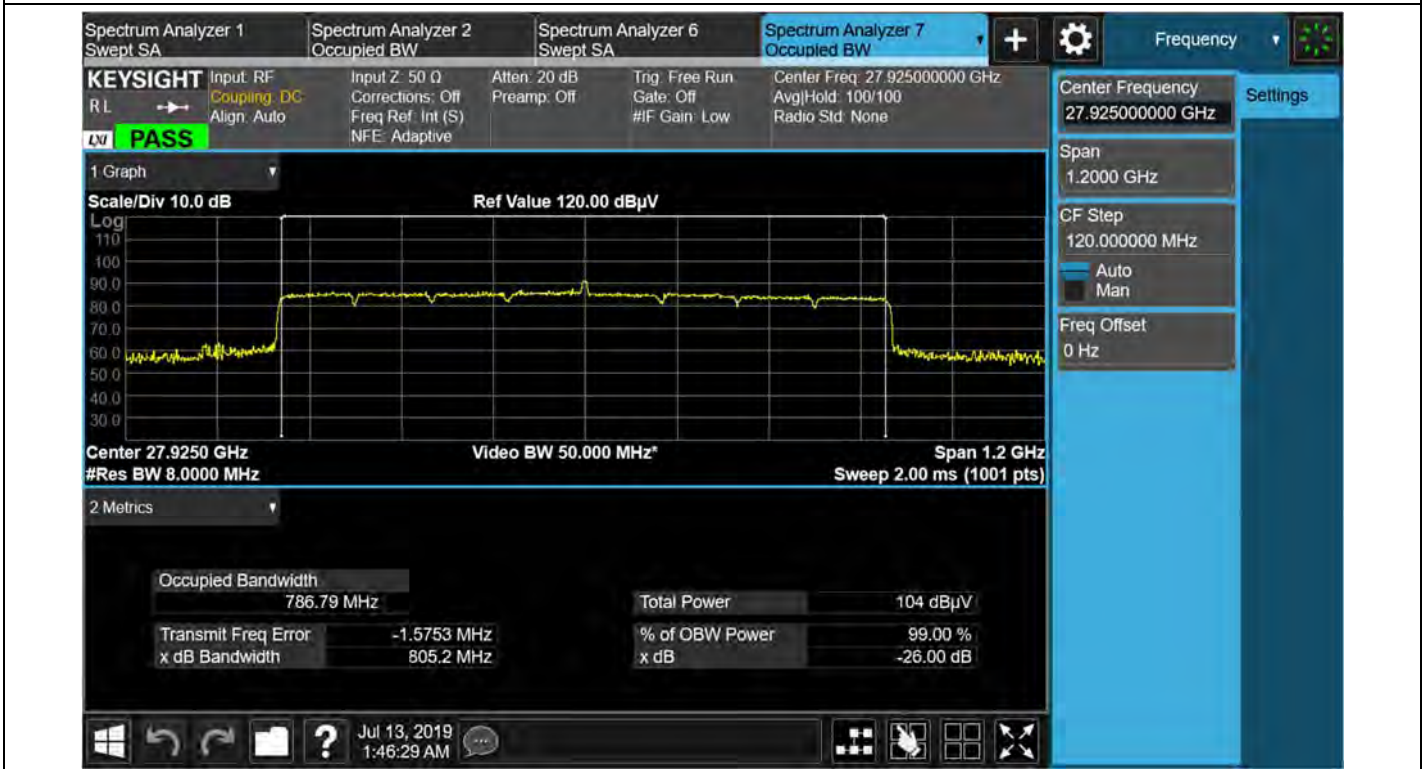 Spectrum Analyzer 1
Swept SA
Spectrum Analyzer 2
Occupied BW
Spectrum Analyzer 6
Swept SA
Spectrum Analyzer 7
Occupied BW
+
Frequency
KEYSIGHT
RL
LXI
PASS
Input: RF
Coupling: DC
Align: Auto
Input Z: 50 Ω
Corrections: Off
Freq Ref: Int (S)
NFE: Adaptive
Atten: 20 dB
Preamp: Off
Trig: Free Run
Gate: Off
#IF Gain: Low
Center Freq: 27.925000000 GHz
Avg|Hold: 100/100
Radio Std: None
Center Frequency
27.925000000 GHz
Settings
Span
1.2000 GHz
CF Step
120.000000 MHz
Auto
Man
Freq Offset
0 Hz
1 Graph
Scale/Div 10.0 dB
Ref Value 120.00 dBµV
Log
110
100
90.0
80.0
70.0
60.0
50.0
40.0
30.0
Center 27.9250 GHz
Video BW 50.000 MHz*
Span 1.2 GHz
#Res BW 8.0000 MHz
Sweep 2.00 ms (1001 pts)
2 Metrics
Occupied Bandwidth
786.79 MHz
Total Power 104 dBµV
Transmit Freq Error -1.5753 MHz
% of OBW Power 99.00 %
x dB Bandwidth 805.2 MHz
x dB -26.00 dB
?
Jul 13, 2019
1:46:29 AM